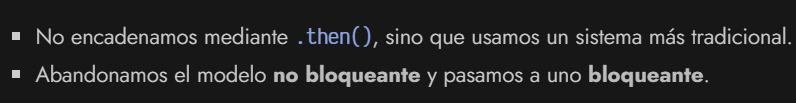 No encadenamos mediante .then(), sino que usamos un sistema más tradicional.
Abandonamos el modelo no bloqueante y pasamos a uno bloqueante.